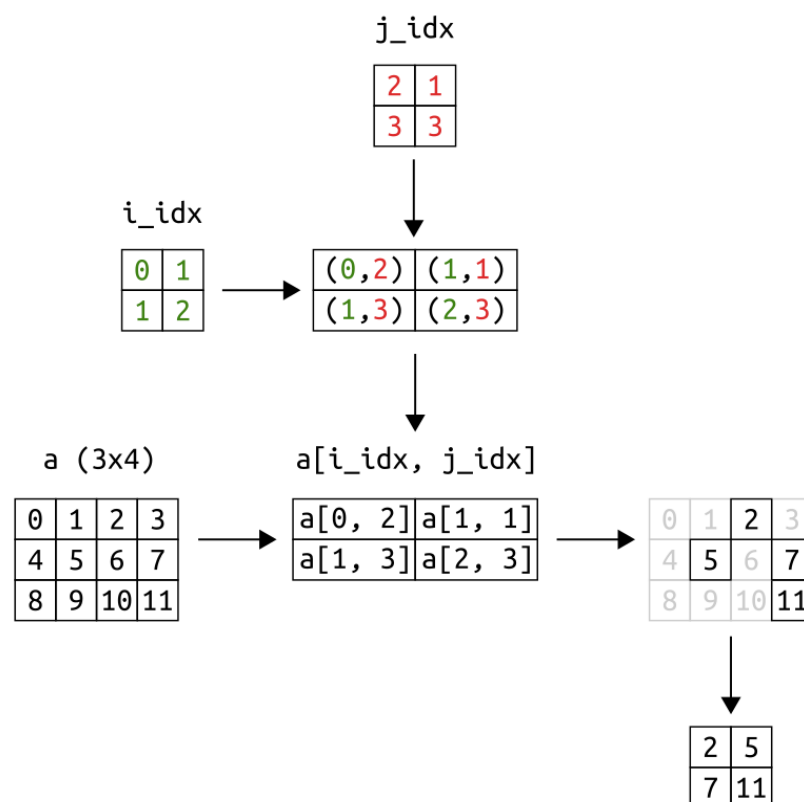 j_idx
2 1
3 3
i_idx
0 1
1 2
(0,2) (1,1)
(1,3) (2,3)
a (3x4)
0 1 2 3
4 5 6 7
8 9 10 11
a[i_idx, j_idx]
a[0, 2] a[1, 1]
a[1, 3] a[2, 3]
0 1 2 3
4 5 6 7
8 9 10 11
2 5
7 11